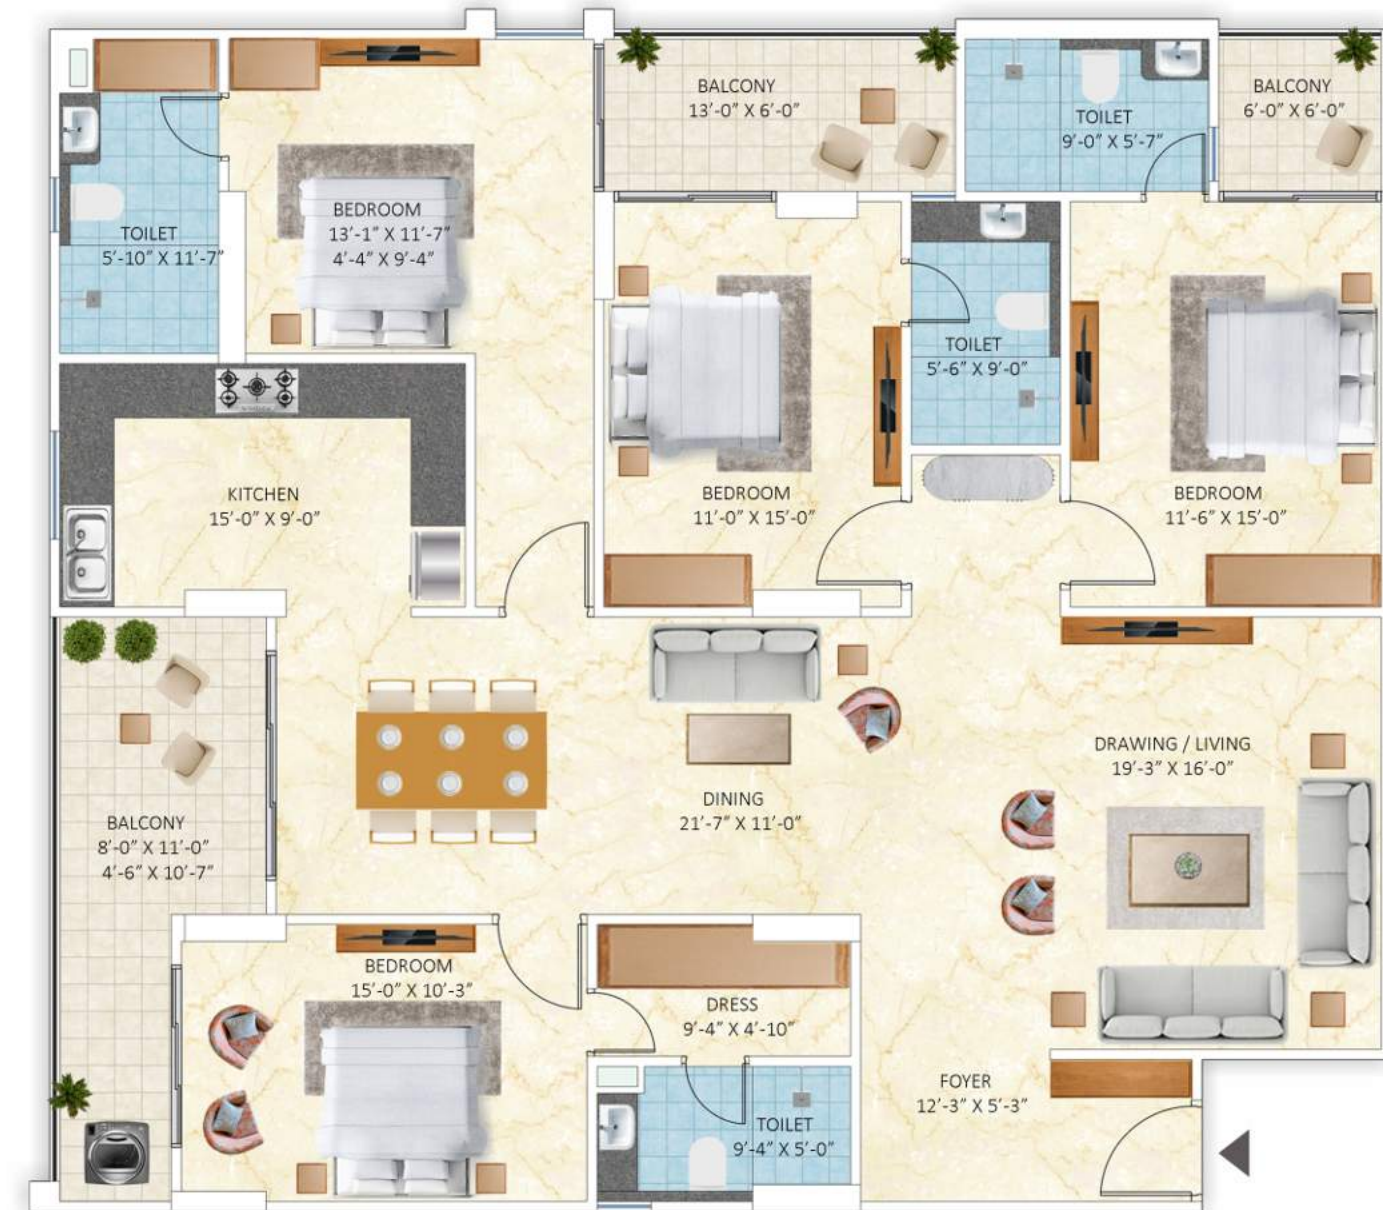 BALCONY
13'-0" X 6'-0"
TOILET
9'-0" X 5'-7"
BALCONY
6'-0" X 6'-0"
BEDROOM
13'-1" X 11'-7"
4'-4" X 9'-4"
TOILET
5'-10" X 11'-7"
TOILET
5'-6" X 9'-0"
KITCHEN
15'-0" X 9'-0"
BEDROOM
11'-0" X 15'-0"
BEDROOM
11'-6" X 15'-0"
DRAWING / LIVING
19'-3" X 16'-0"
DINING
21'-7" X 11'-0"
BALCONY
8'-0" X 11'-0"
4'-6" X 10'-7"
BEDROOM
15'-0" X 10'-3"
DRESS
9'-4" X 4'-10"
FOYER
12'-3" X 5'-3"
TOILET
9'-4" X 5'-0"